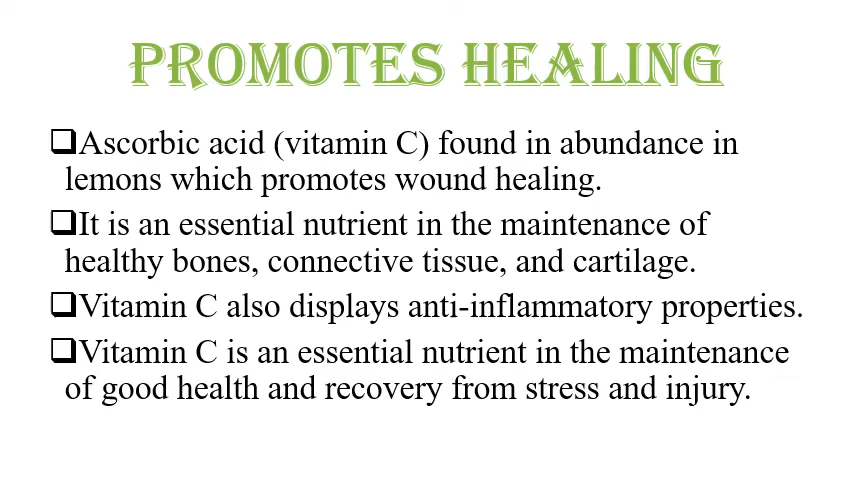 PROMOTES HEALING
❑Ascorbic acid (vitamin C) found in abundance in
lemons which promotes wound healing.
❑It is an essential nutrient in the maintenance of
healthy bones, connective tissue, and cartilage.
❑Vitamin C also displays anti-inflammatory properties.
❑Vitamin C is an essential nutrient in the maintenance
of good health and recovery from stress and injury.